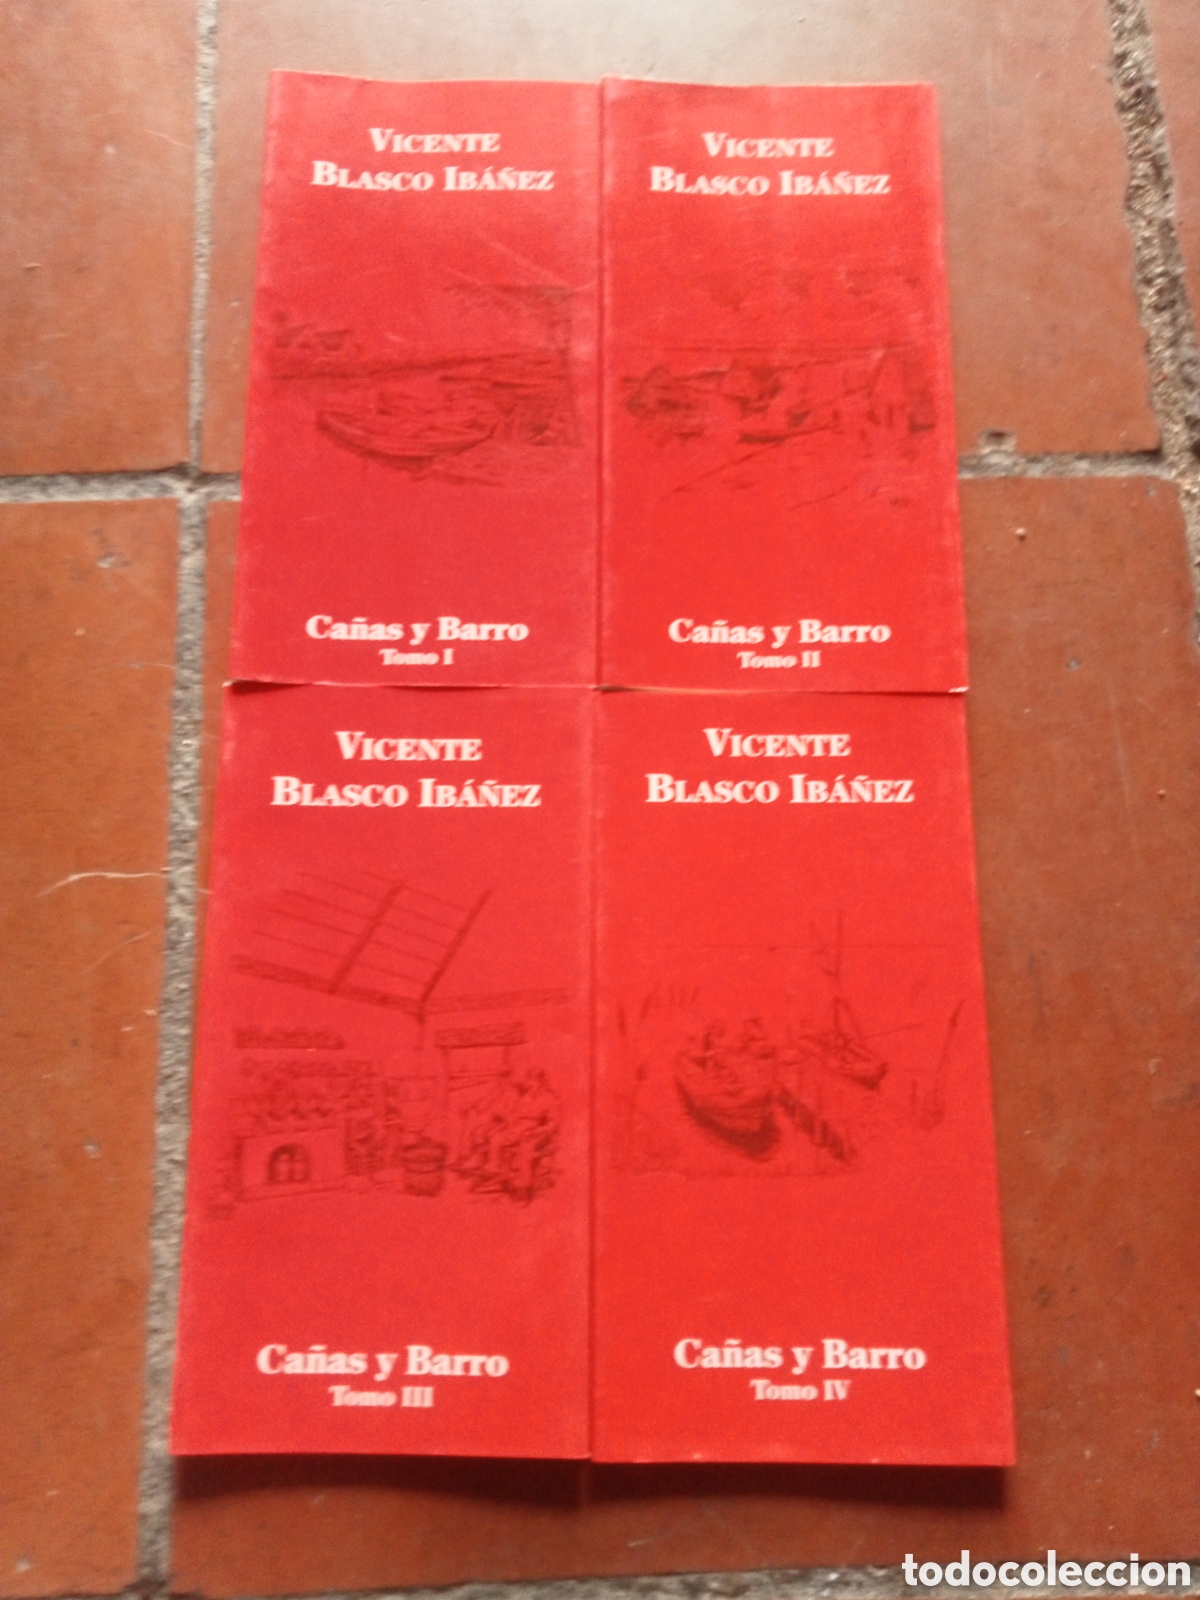 VICENTE
BLASCO IBÁÑEZ
Cañas y Barro
Tomo I
VICENTE
BLASCO IBÁÑEZ
Cañas y Barro
Tomo II
VICENTE
BLASCO IBÁÑEZ
Cañas y Barro
Tomo III
VICENTE
BLASCO IBÁÑEZ
Cañas y Barro
Tomo IV
todocoleccion